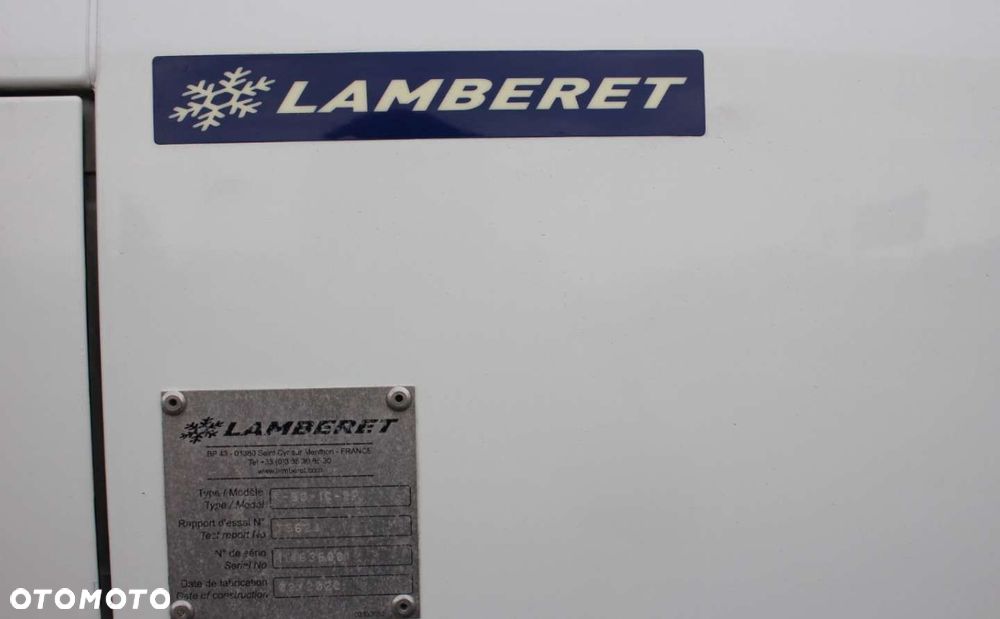 LAMBERET
LAMBERET
BP 43 - 01380 Saint Cyr sur Menthon - FRANCE
www.lamberet.com
Type / Modèle
Type / Model
Rapport d'essai N°
Test report No
N° de série
Serial No
Date de fabrication
Date of construction
OTOMOTO